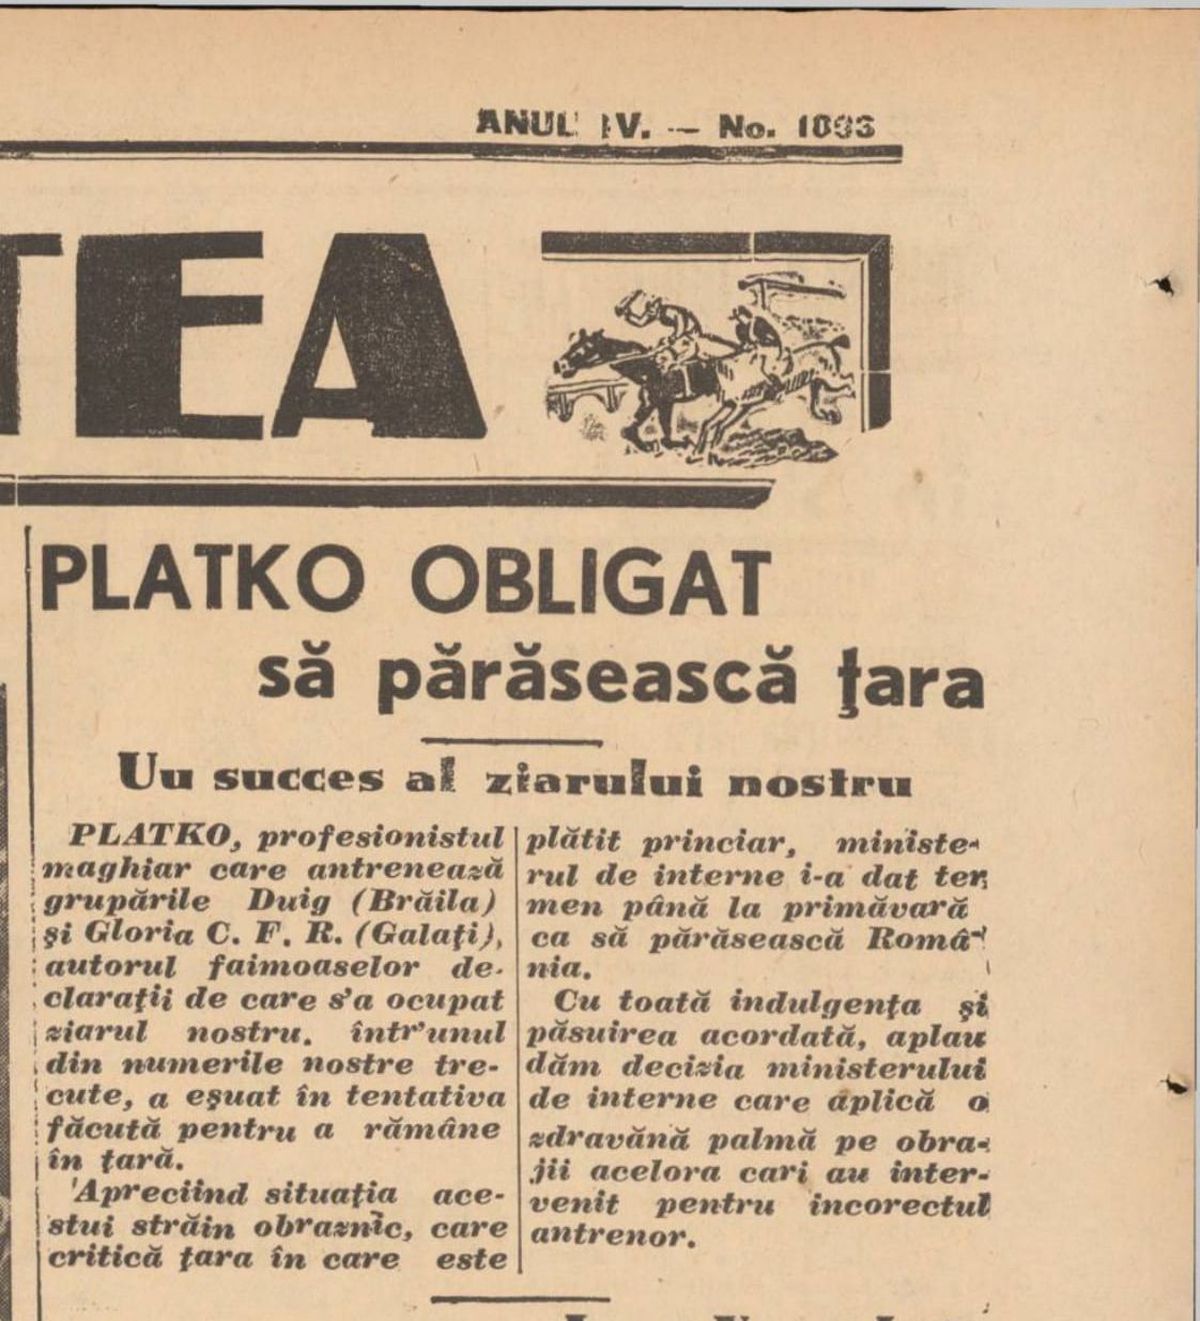 ANUL IV. — No.
TEA
PLATKO OBLIGAT
să părăsească ţara
Uu succes al ziarului nostru
PLATKO, profesionistul
maghiar care antrenează
grupările Duig (Brăila)
şi Gloria C. F. R. (Galaţi),
autorul faimoaselor de-
claraţii de care s'a ocupat
ziarul nostru. într'unul
din numerile nostre tre-
cute, a eşuat în tentativa
făcută pentru a rămâne
în ţară.
'Apreciind situaţia ace-
stui străin obraznic, care
critică ţara în care este
plătit princiar, ministe-
rul de interne i-a dat ter
men până la primăvară
ca să părăsească Româ-
nia.
Cu toată indulgenţa şi
păsuirea acordată, aplau
dăm decizia ministerului
de interne care aplică o
zdravănă palmă pe obra-
jii acelora cari au inter-
venit pentru incorectul
antrenor.